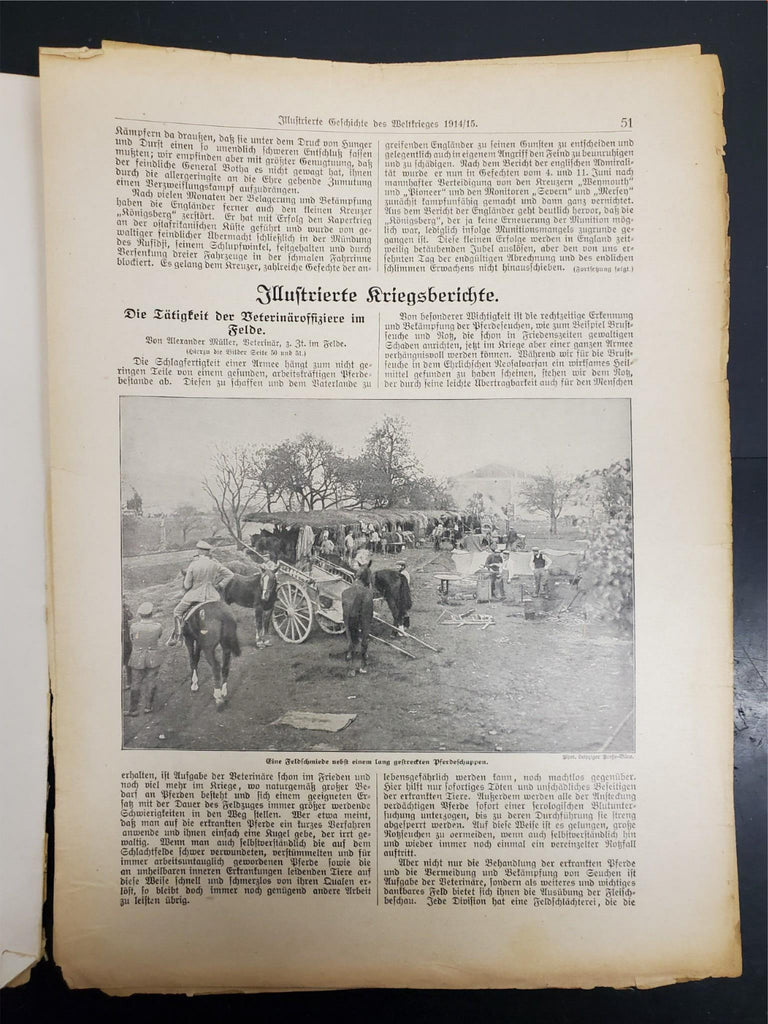 Illustrierte Geschichte des Weltkrieges 1914/15.
51
Kämpfern da draußen, daß sie unter dem Druck von Hunger
und Durst einen so unendlich schweren Entschluß fassen
mußten; wir empfinden aber mit größter Genugtuung, daß
der feindliche General Botha es nicht gewagt hat, ihnen
durch die allergeringste an die Ehre gehende Zumutung
einen Verzweiflungskampf aufzudrängen.
Nach vielen Monaten der Belagerung und Bekämpfung
haben die Engländer ferner auch den kleinen Kreuzer
„Königsberg“ zerstört. Er hat mit Erfolg den Kaperkrieg
an der ostafrikanischen Küste geführt und wurde von ge-
waltiger feindlicher Übermacht schließlich in der Mündung
des Rufidji, seinem Schlupfwinkel, festgehalten und durch
Versenkung dreier Fahrzeuge in der schmalen Fahrrinne
blockiert. Es gelang dem Kreuzer, zahlreiche Gefechte der an-
greifenden Engländer zu seinen Gunsten zu entscheiden und
gelegentlich auch in eigenem Angriff den Feind zu beunruhigen
und zu schädigen. Nach dem Bericht der englischen Admirali-
tät wurde er nun in Gefechten vom 4. und 11. Juni nach
mannhafter Verteidigung von den Kreuzern „Weymouth“
und „Pioneer“ und den Monitoren „Severn“ und „Mersey“
zunächst kampfunfähig gemacht und dann ganz vernichtet.
Aus dem Bericht der Engländer geht deutlich hervor, daß die
„Königsberg“, der ja keine Erneuerung der Munition mög-
lich war, lediglich infolge Munitionsmangels zugrunde ge-
gangen ist. Diese kleinen Erfolge werden in England zeit-
weilig betäubenden Jubel auslösen, aber den von uns er-
sehnten Tag der endgültigen Abrechnung und des endlichen
schlimmen Erwachens nicht hinausschieben. (Fortsetzung folgt.)
Illustrierte Kriegsberichte.
Die Tätigkeit der Veterinäroffiziere im
Felde.
Von Alexander Müller, Veterinär, z. Zt. im Felde.
(Hierzu die Bilder Seite 50 und 51.)
Die Schlagfertigkeit einer Armee hängt zum nicht ge-
ringen Teile von einem gesunden, arbeitskräftigen Pferde-
bestande ab. Diesen zu schaffen und dem Vaterlande zu
Von besonderer Wichtigkeit ist die rechtzeitige Erkennung
und Bekämpfung der Pferdeseuchen, wie zum Beispiel Brust-
seuche und Rotz, die schon in Friedenszeiten gewaltigen
Schaden anrichten, jetzt im Kriege aber einer ganzen Armee
verhängnisvoll werden können. Während wir für die Brust-
seuche in dem Ehrlichschen Neosalvarsan ein wirksames Heil-
mittel gefunden zu haben scheinen, stehen wir dem Rotz,
der durch seine leichte Übertragbarkeit auch für den Menschen
Phot. Leipziger Presse-Büro.
Eine Feldschmiede nebst einem lang gestreckten Pferdeschuppen.
erhalten, ist Aufgabe der Veterinäre schon im Frieden und
noch viel mehr im Kriege, wo naturgemäß großer Be-
darf an Pferden besteht und sich einem geeigneten Er-
satz mit der Dauer des Feldzuges immer größer werdende
Schwierigkeiten in den Weg stellen. Wer etwa meint,
daß man auf die erkrankten Pferde ein kurzes Verfahren
anwende und ihnen einfach eine Kugel gebe, der irrt ge-
waltig. Wenn man auch selbstverständlich die auf dem
Schlachtfelde schwer verwundeten, verstümmelten und für
immer arbeitsuntauglich gewordenen Pferde sowie die
an unheilbaren inneren Erkrankungen leidenden Tiere auf
diese Weise schnell und schmerzlos von ihren Qualen er-
löst, so bleibt doch immer noch genügend andere Arbeit
zu leisten übrig.
lebensgefährlich werden kann, noch machtlos gegenüber.
Hier hilft nur sofortiges Töten und unschädliches Beseitigen
der erkrankten Tiere. Außerdem werden alle der Ansteckung
verdächtigen Pferde sofort einer serologischen Blutunter-
suchung unterzogen, bis zu deren Durchführung sie streng
abgesperrt werden. Auf diese Weise ist es gelungen, große
Rotzseuchen zu vermeiden, wenn auch selbstverständlich hin
und wieder immer noch einmal ein vereinzelter Rotzfall
auftritt.
Aber nicht nur die Behandlung der erkrankten Pferde
und die Vermeidung und Bekämpfung von Seuchen ist
Aufgabe der Veterinäre, sondern als weiteres und wichtiges
dankbares Feld bietet sich ihnen die Ausübung der Fleisch-
beschau. Jede Division hat eine Feldschlächterei, die die